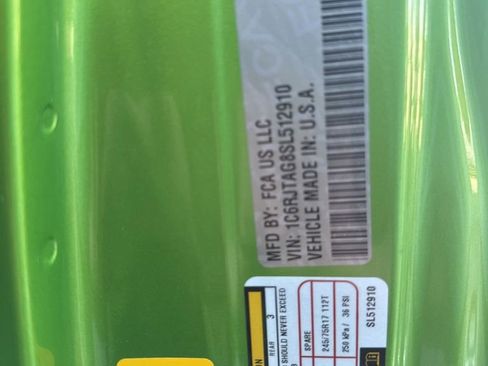 MFD BY: FCA US LLC
VIN: 1C6RJTAG8SL512910
VEHICLE MADE IN: U.S.A.
SHOULD NEVER EXCEED
REAR 3
SPARE
245/75R17 112T
250 kPa / 36 PSI
SL512910